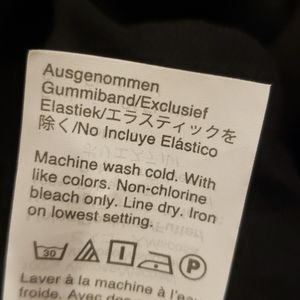 Ausgenommen
Gummiband/Exclusief
Elastiek/エラスティックを
除く/No Incluye Elástico
Machine wash cold. With
like colors. Non-chlorine
bleach only. Line dry. Iron
on lowest setting.
30 P
Laver à la machine à l'ea
froide. Avec des